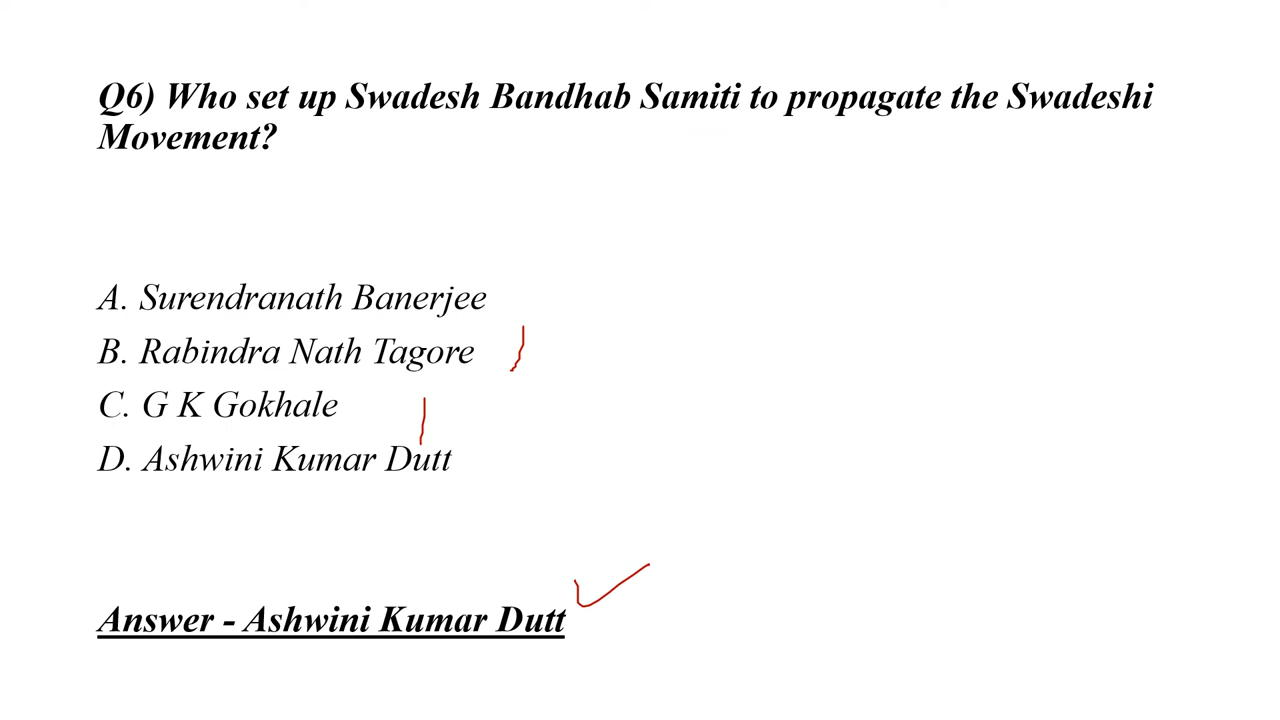 Q6) Who set up Swadesh Bandhab Samiti to propagate the Swadeshi
Movement?
A. Surendranath Banerjee
B. Rabindra Nath Tagore
C. G K Gokhale
D. Ashwini Kumar Dutt
Answer - Ashwini Kumar Dutt